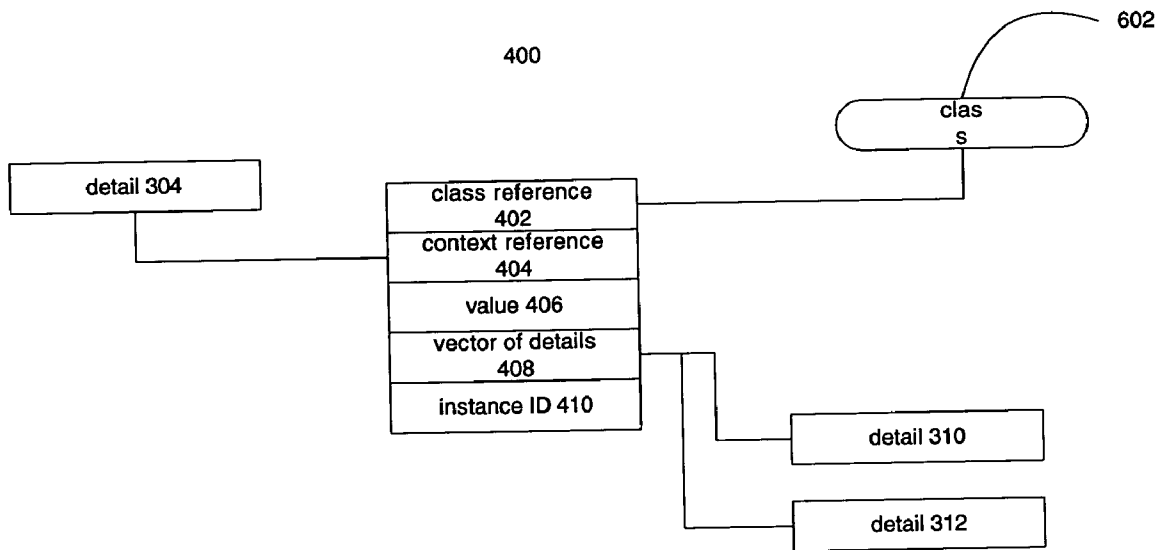 602
400
clas
s
detail 304
class reference
402
context reference
404
value 406
vector of details
408
instance ID 410
detail 310
detail 312